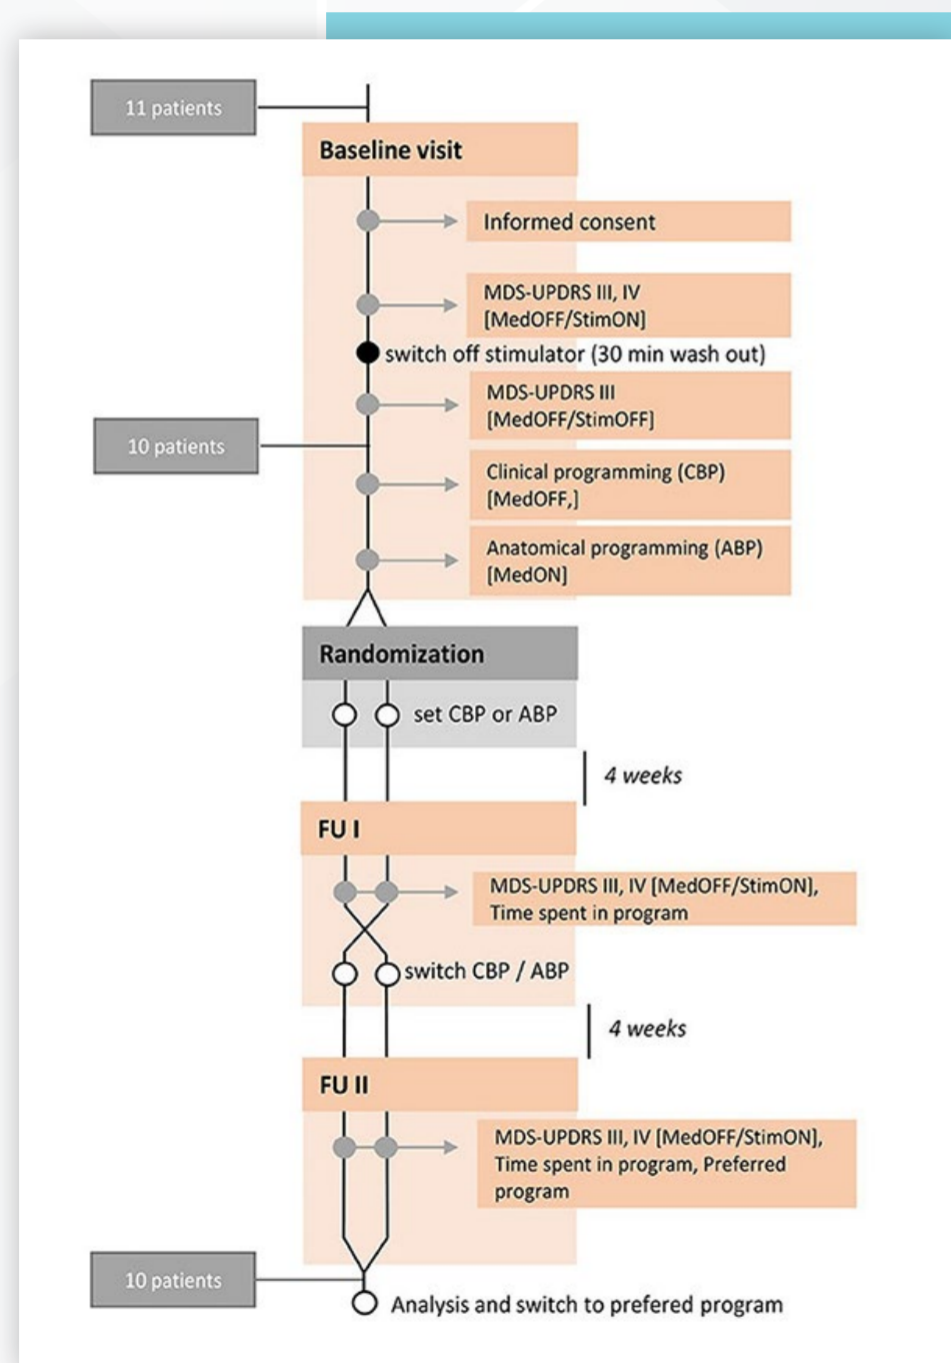 11 patients
Baseline visit
Informed consent
MDS-UPDRS III, IV
[MedOFF/StimON]
switch off stimulator (30 min wash out)
MDS-UPDRS III
[MedOFF/StimOFF]
10 patients
Clinical programming (CBP)
[MedOFF,]
Anatomical programming (ABP)
[MedON]
Randomization
set CBP or ABP
4 weeks
FU I
MDS-UPDRS III, IV [MedOFF/StimON],
Time spent in program
switch CBP / ABP
4 weeks
FU II
MDS-UPDRS III, IV [MedOFF/StimON],
Time spent in program, Preferred
program
10 patients
Analysis and switch to prefered program